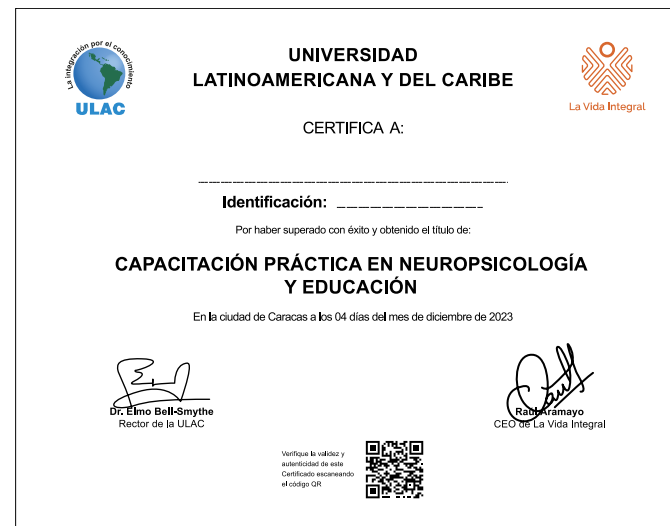 La integración por el conocimiento
ULAC
UNIVERSIDAD
LATINOAMERICANA Y DEL CARIBE
La Vida Integral
CERTIFICA A:
Identificación:
Por haber superado con éxito y obtenido el título de:
CAPACITACIÓN PRÁCTICA EN NEUROPSICOLOGÍA
Y EDUCACIÓN
En la ciudad de Caracas a los 04 días del mes de diciembre de 2023
Dr. Elmo Bell-Smythe
Rector de la ULAC
Raúl Aramayo
CEO de La Vida Integral
Verifique la validez y
autenticidad de este
Certificado escaneando
el código QR